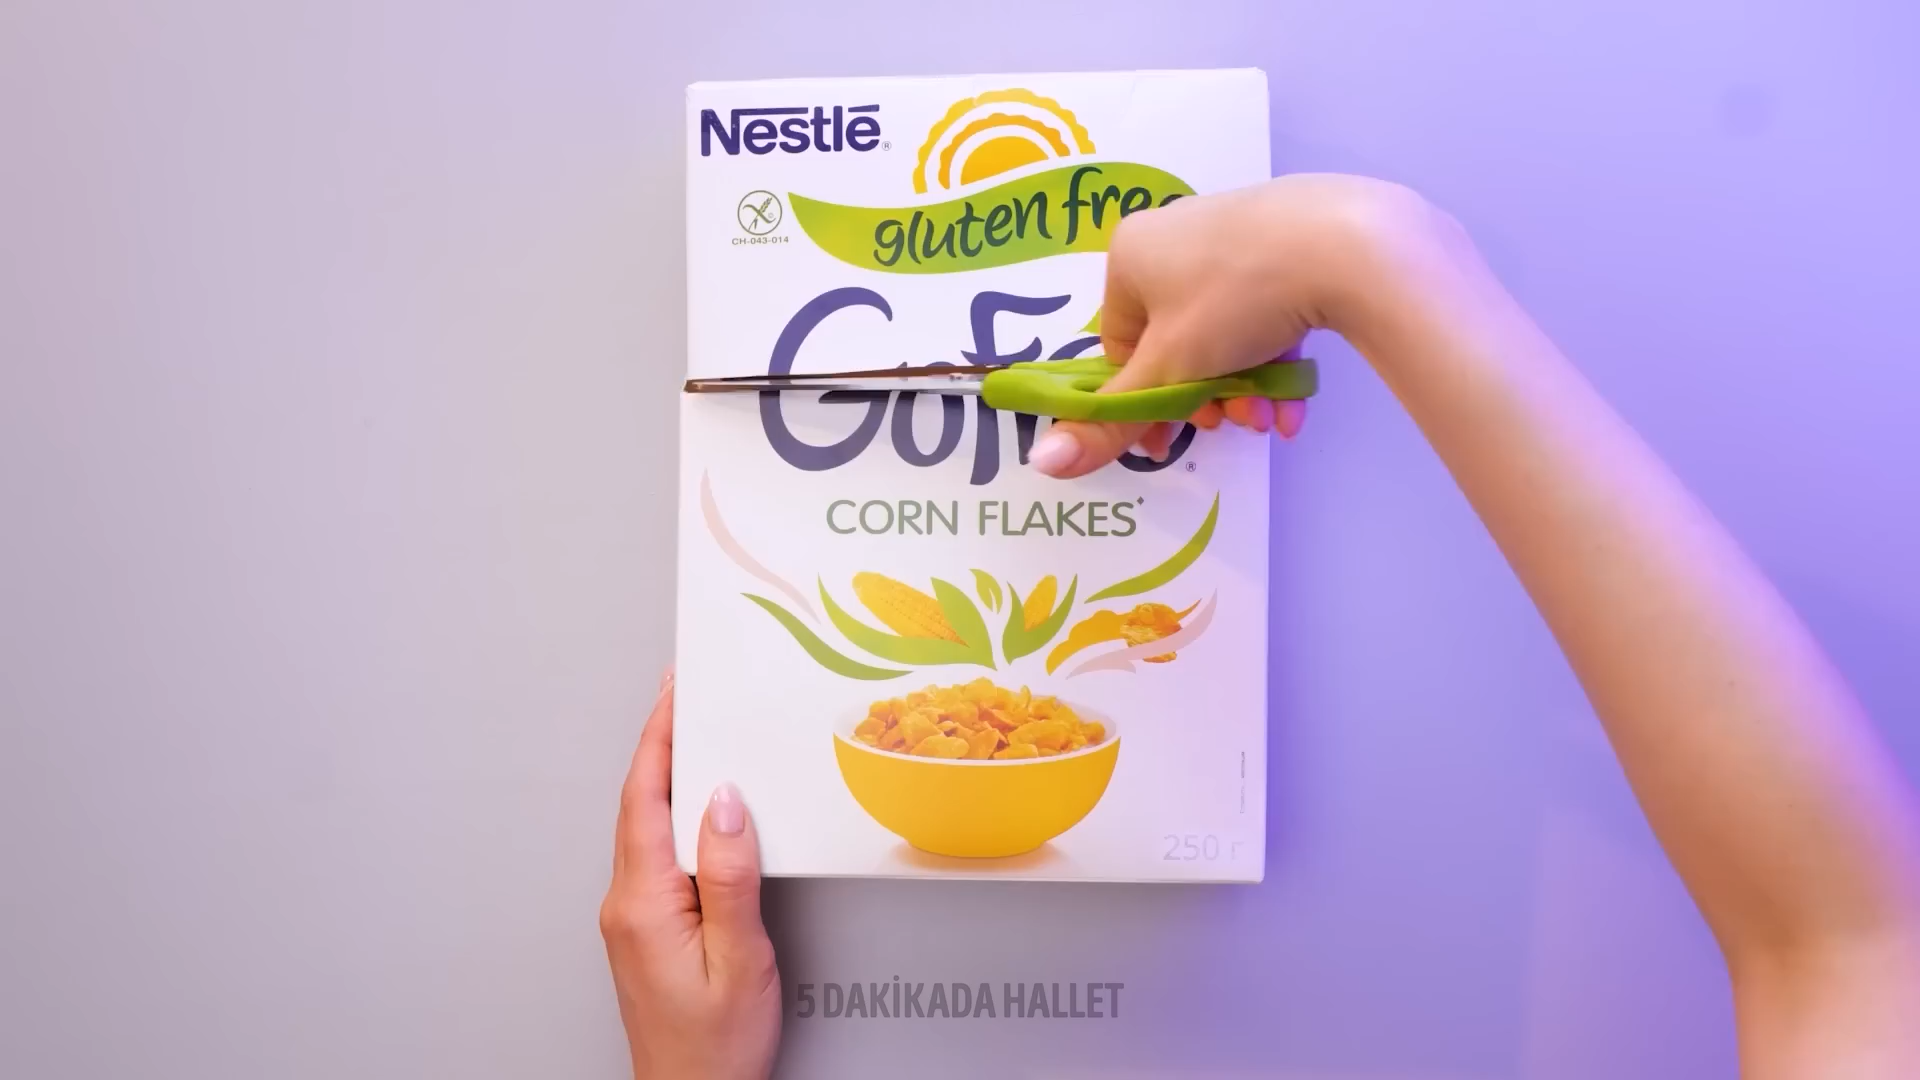 Nestlé®
gluten free
CH-043-014
CORN FLAKES
250 г
5 DAKİKADA HALLET